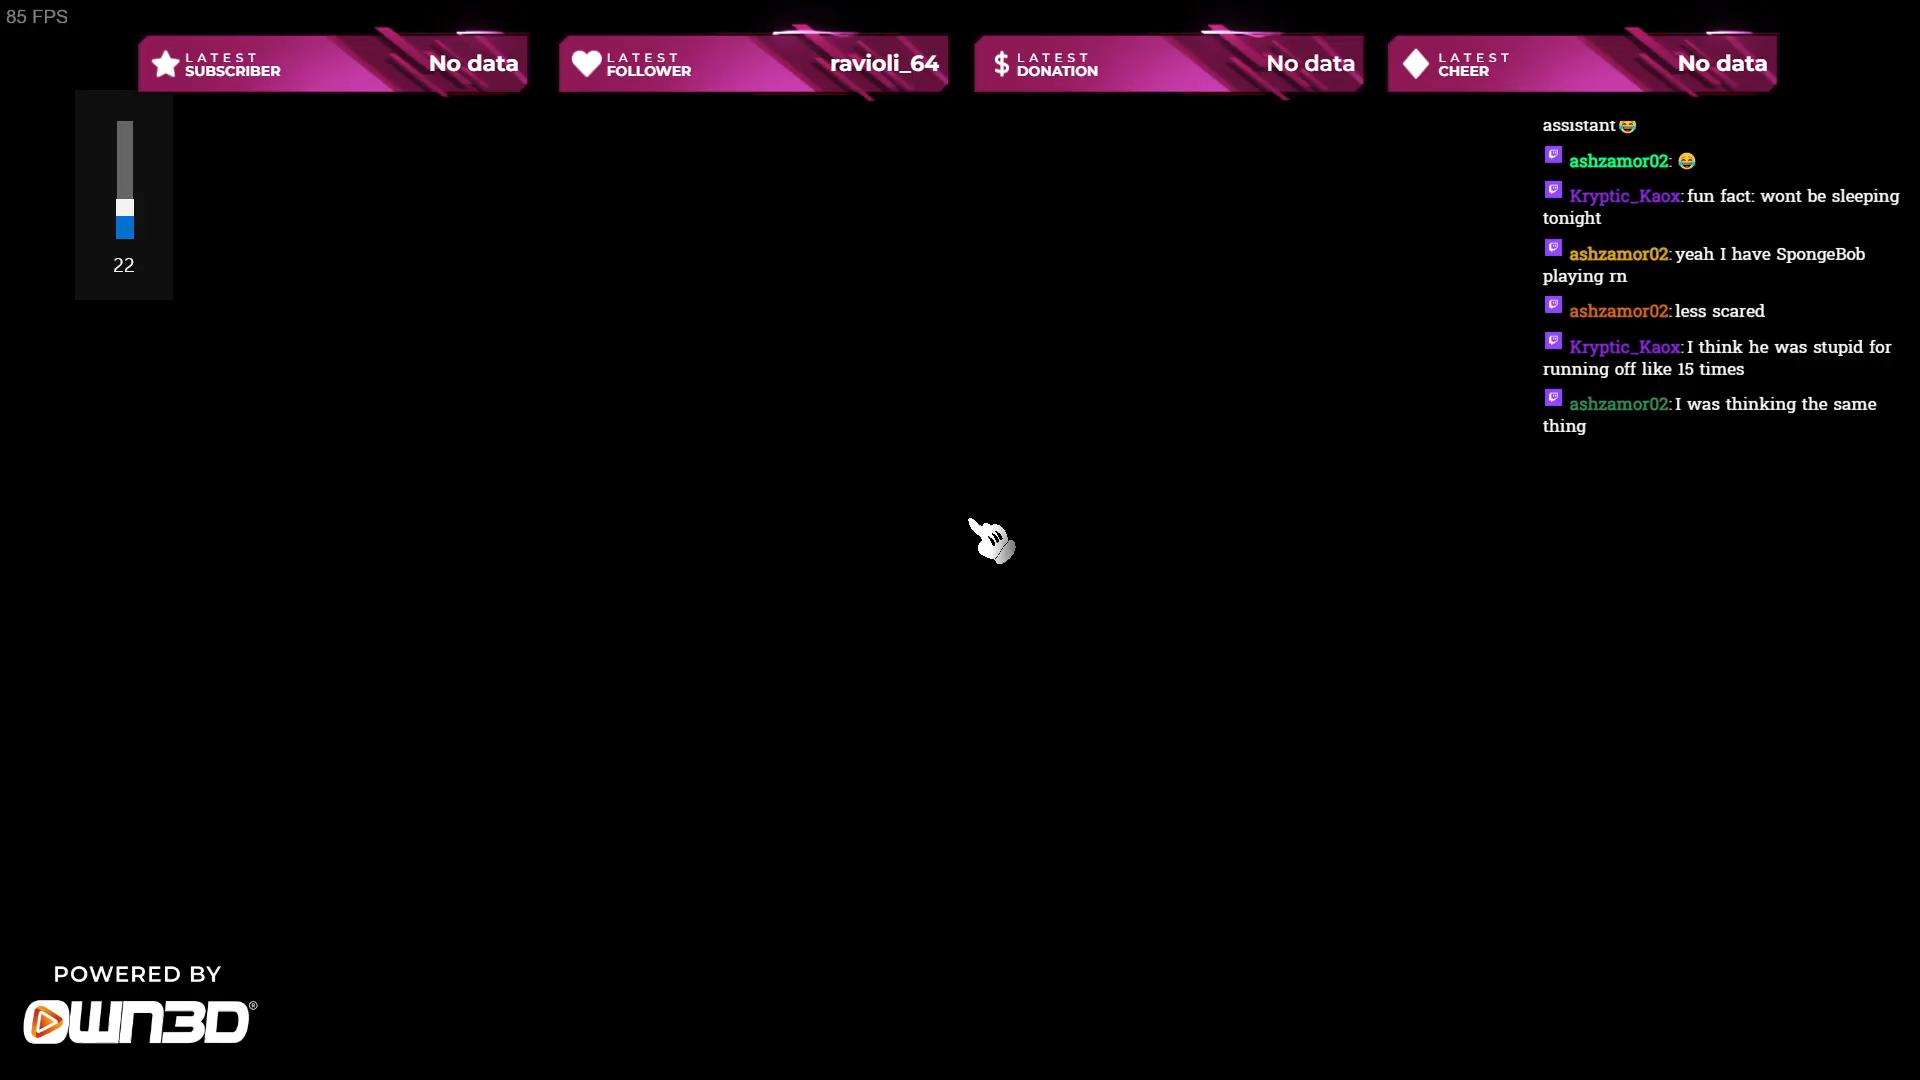 85 FPS
LATEST
SUBSCRIBER
No data
LATEST
FOLLOWER
ravioli_64
$ LATEST
DONATION
No data
LATEST
CHEER
No data
22
assistant😂
ashzamor02: 😂
Kryptic_Kaox: fun fact: wont be sleeping
tonight
ashzamor02: yeah I have SpongeBob
playing rn
ashzamor02: less scared
Kryptic_Kaox: I think he was stupid for
running off like 15 times
ashzamor02: I was thinking the same
thing
POWERED BY
OWN3D®